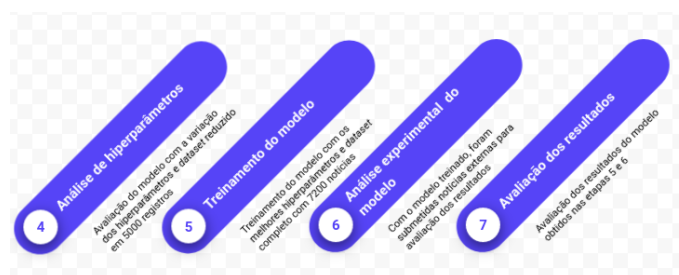 4
Análise de hiperparâmetros
Avaliação do modelo com a variação
dos hiperparâmetros e dataset reduzido
em 5000 registros
5
Treinamento do modelo
Treinamento do modelo com os
melhores hiperparâmetros e dataset
completo com 7200 notícias
6
Análise experimental do
modelo
Com o modelo treinado, foram
submetidas notícias externas para
avaliação dos resultados
7
Avaliação dos resultados
Avaliação dos resultados do modelo
obtidos nas etapas 5 e 6